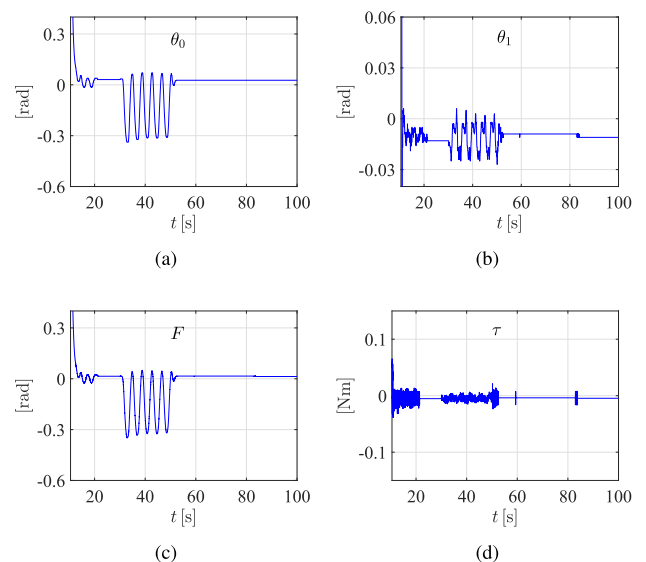 0.3
0
-0.3
-0.6
[rad]
θ₀
20 40 60 80 100
t [s]
(a)
0.06
0.03
0
-0.03
[rad]
θ₁
20 40 60 80 100
t [s]
(b)
0.3
0
-0.3
-0.6
[rad]
F
20 40 60 80 100
t [s]
(c)
0.1
0
-0.1
[Nm]
τ
20 40 60 80 100
t [s]
(d)